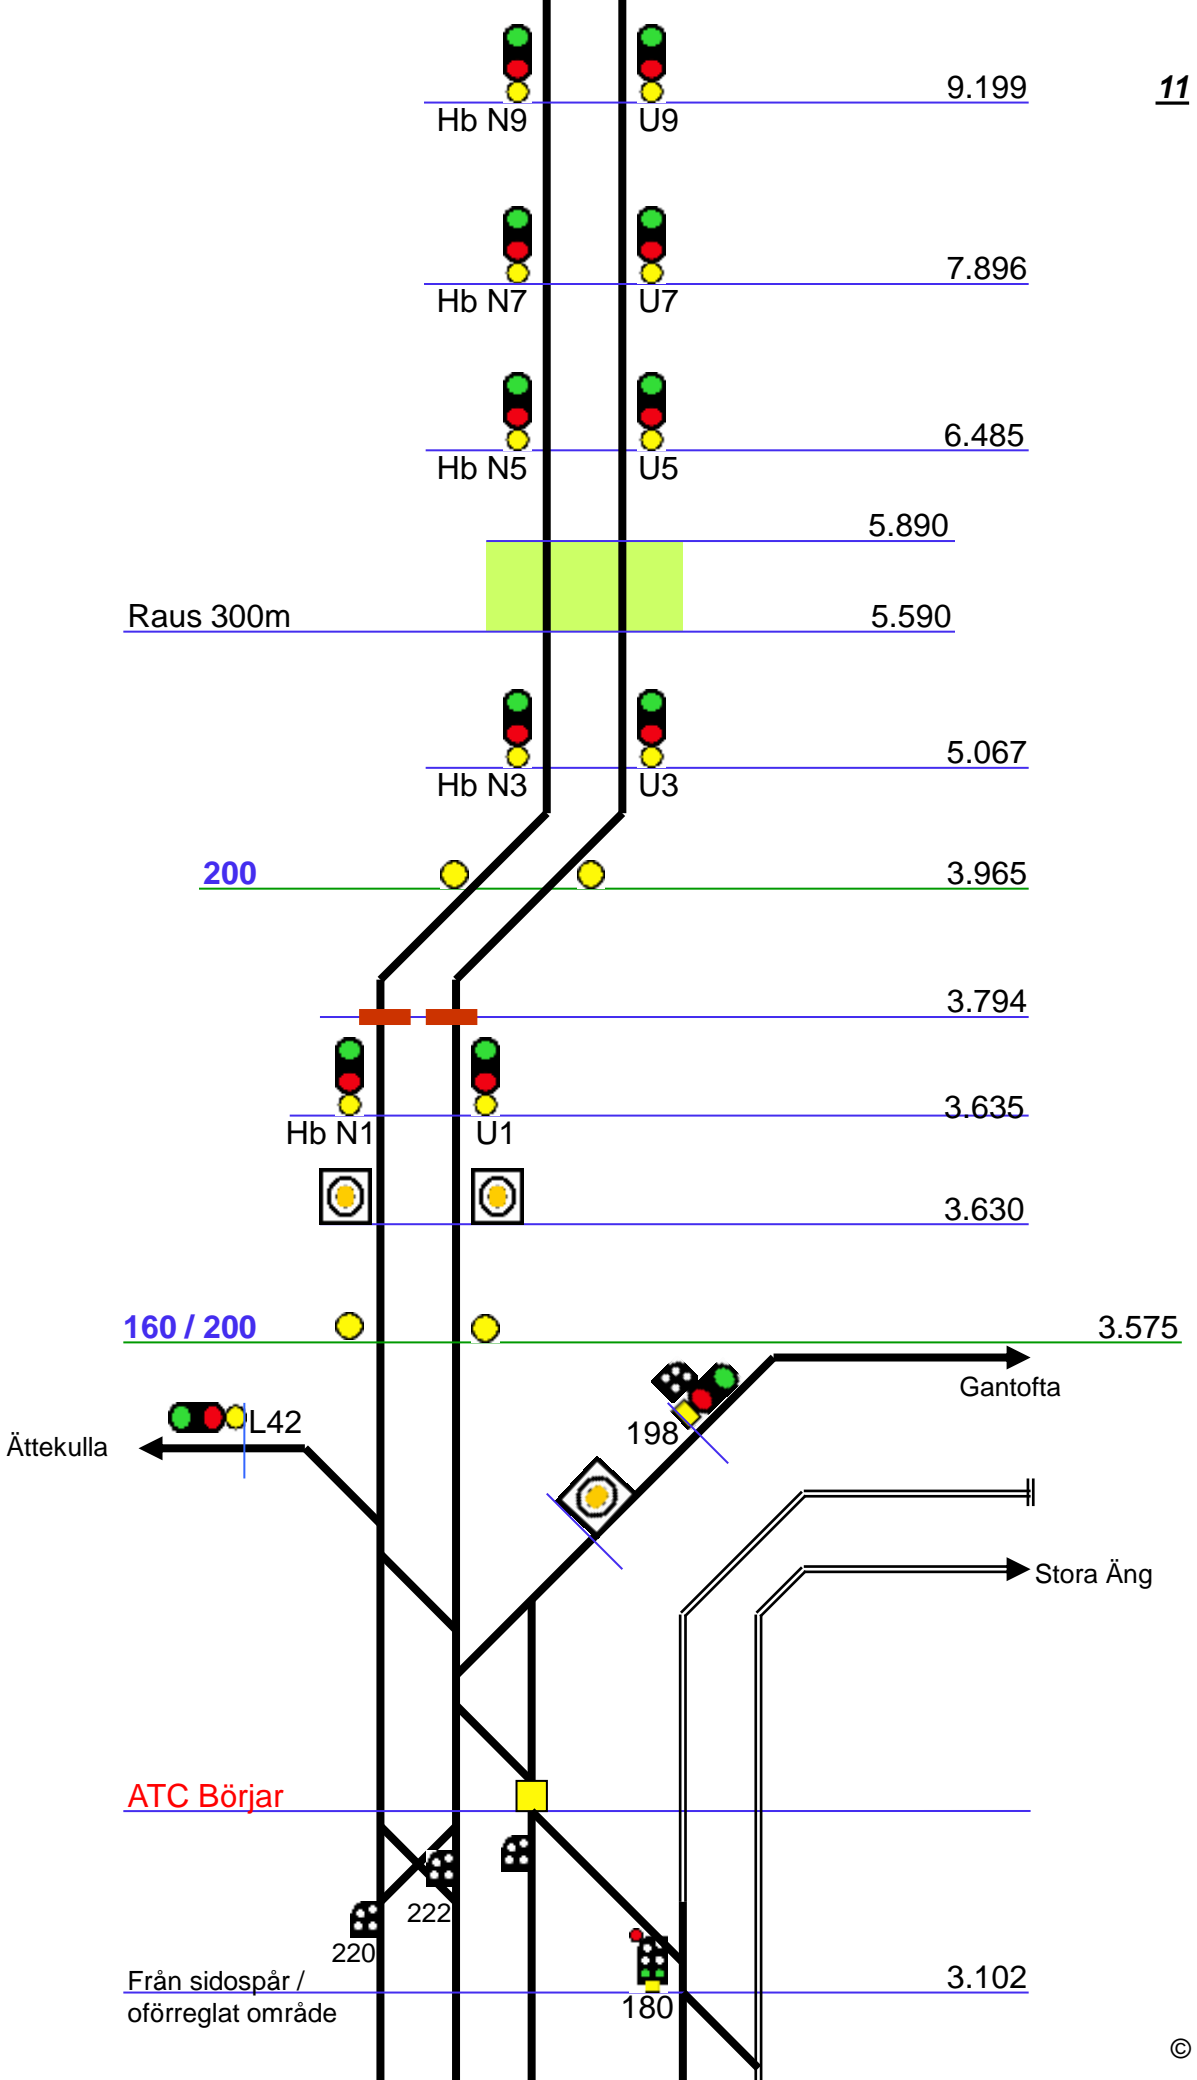 9.199
11
Hb N9 U9
7.896
Hb N7 U7
6.485
Hb N5 U5
5.890
Raus 300m 5.590
5.067
Hb N3 U3
200 3.965
3.794
3.635
Hb N1 U1
3.630
160 / 200 3.575
Gantofta
L42 198
Ättekulla
Stora Äng
ATC Börjar
222
220
Från sidospår / 3.102
oförreglat område 180
©